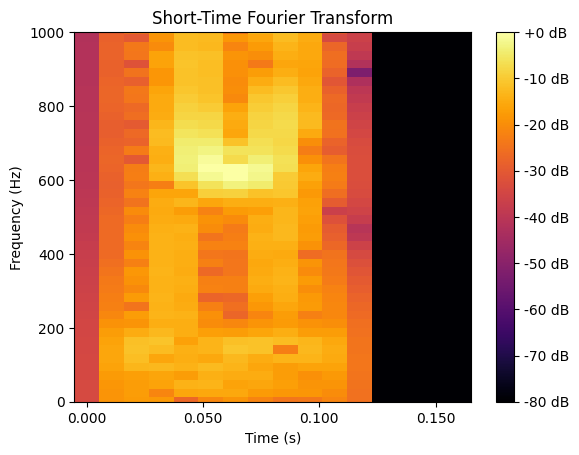 Short-Time Fourier Transform
Frequency (Hz)
1000
800
600
400
200
0
0.000
0.050
0.100
0.150
Time (s)
+0 dB
-10 dB
-20 dB
-30 dB
-40 dB
-50 dB
-60 dB
-70 dB
-80 dB